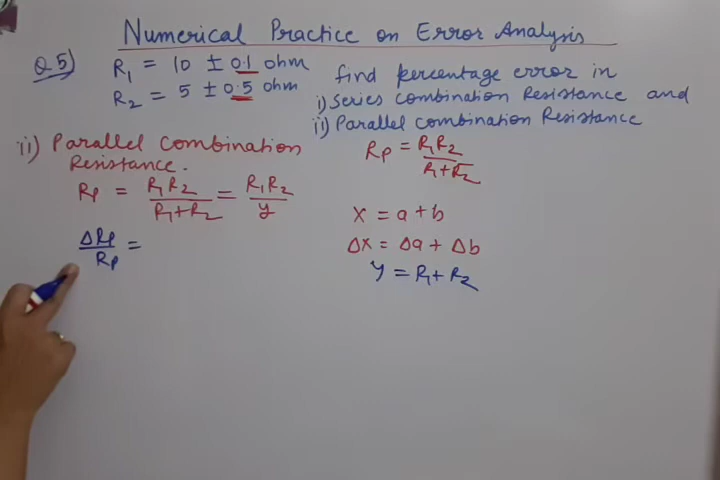 Numerical Practice on Error Analysis
Q.5) R₁ = 10 ± 0.1 ohm
R₂ = 5 ± 0.5 ohm
find percentage error in
i) Series combination Resistance and
ii) Parallel combination Resistance
ii) Parallel Combination
Resistance.
Rp = R₁R₂ / R₁+R₂ = R₁R₂ / y
ΔRp / Rp =
Rp = R₁R₂ / R₁+R₂
x = a + b
Δx = Δa + Δb
y = R₁ + R₂